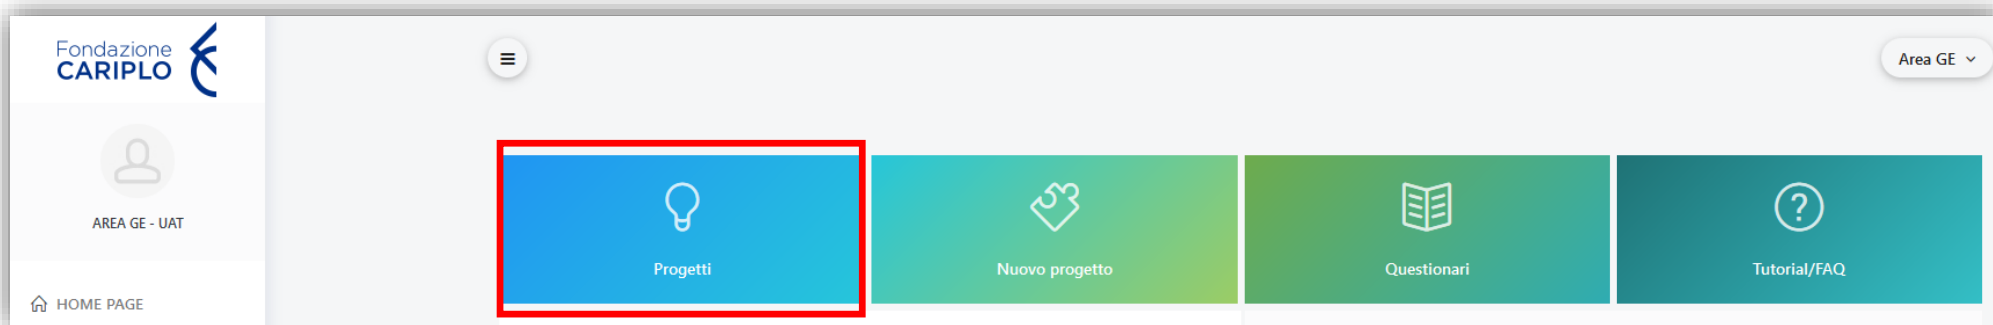 Fondazione
CARIPLO
Area GE
AREA GE - UAT
HOME PAGE
Progetti
Nuovo progetto
Questionari
Tutorial/FAQ